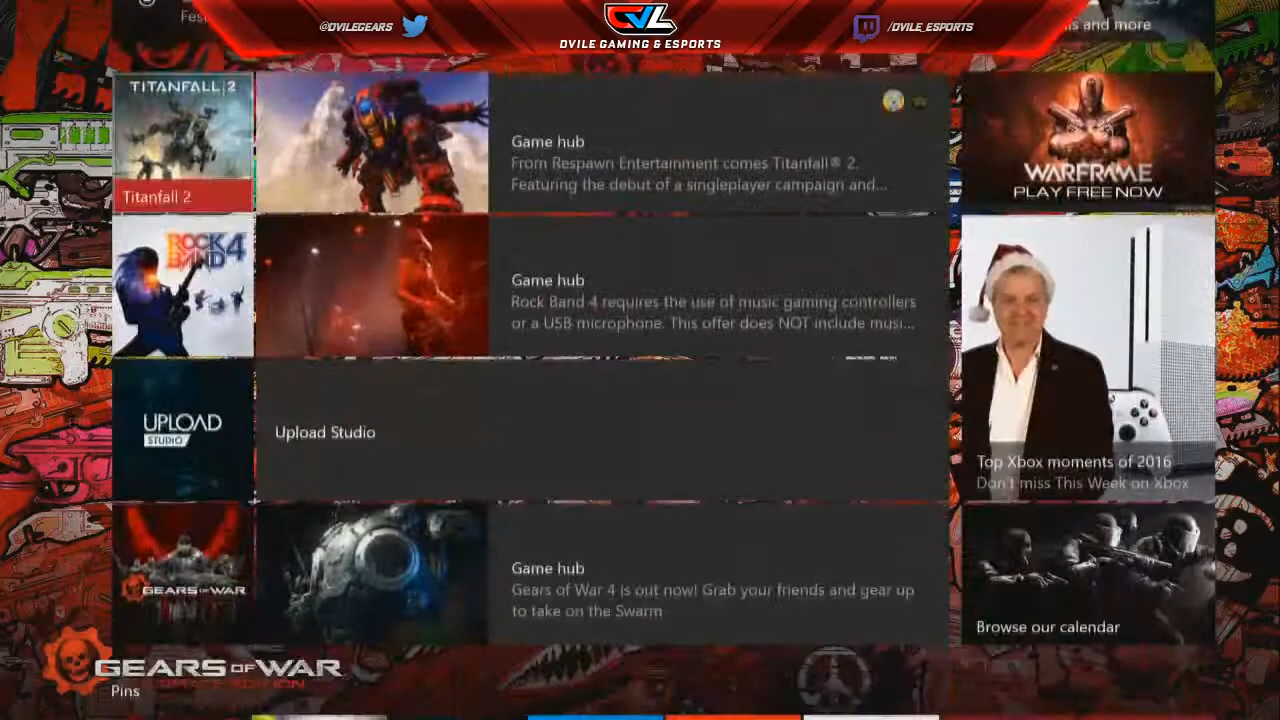 @DVILEGEARS
DVL
DVILE GAMING & ESPORTS
/DVILE_ESPORTS
Fes
ls and more
TITANFALL 2
Titanfall 2
Game hub
From Respawn Entertainment comes Titanfall® 2.
Featuring the debut of a singleplayer campaign and...
WARFRAME
PLAY FREE NOW
ROCK
BAND 4
Game hub
Rock Band 4 requires the use of music gaming controllers
or a USB microphone. This offer does NOT include musi...
UPLOAD
STUDIO
Upload Studio
Top Xbox moments of 2016
Don't miss This Week on Xbox
GEARS OF WAR
Game hub
Gears of War 4 is out now! Grab your friends and gear up
to take on the Swarm
Browse our calendar
GEARS OF WAR
Pins